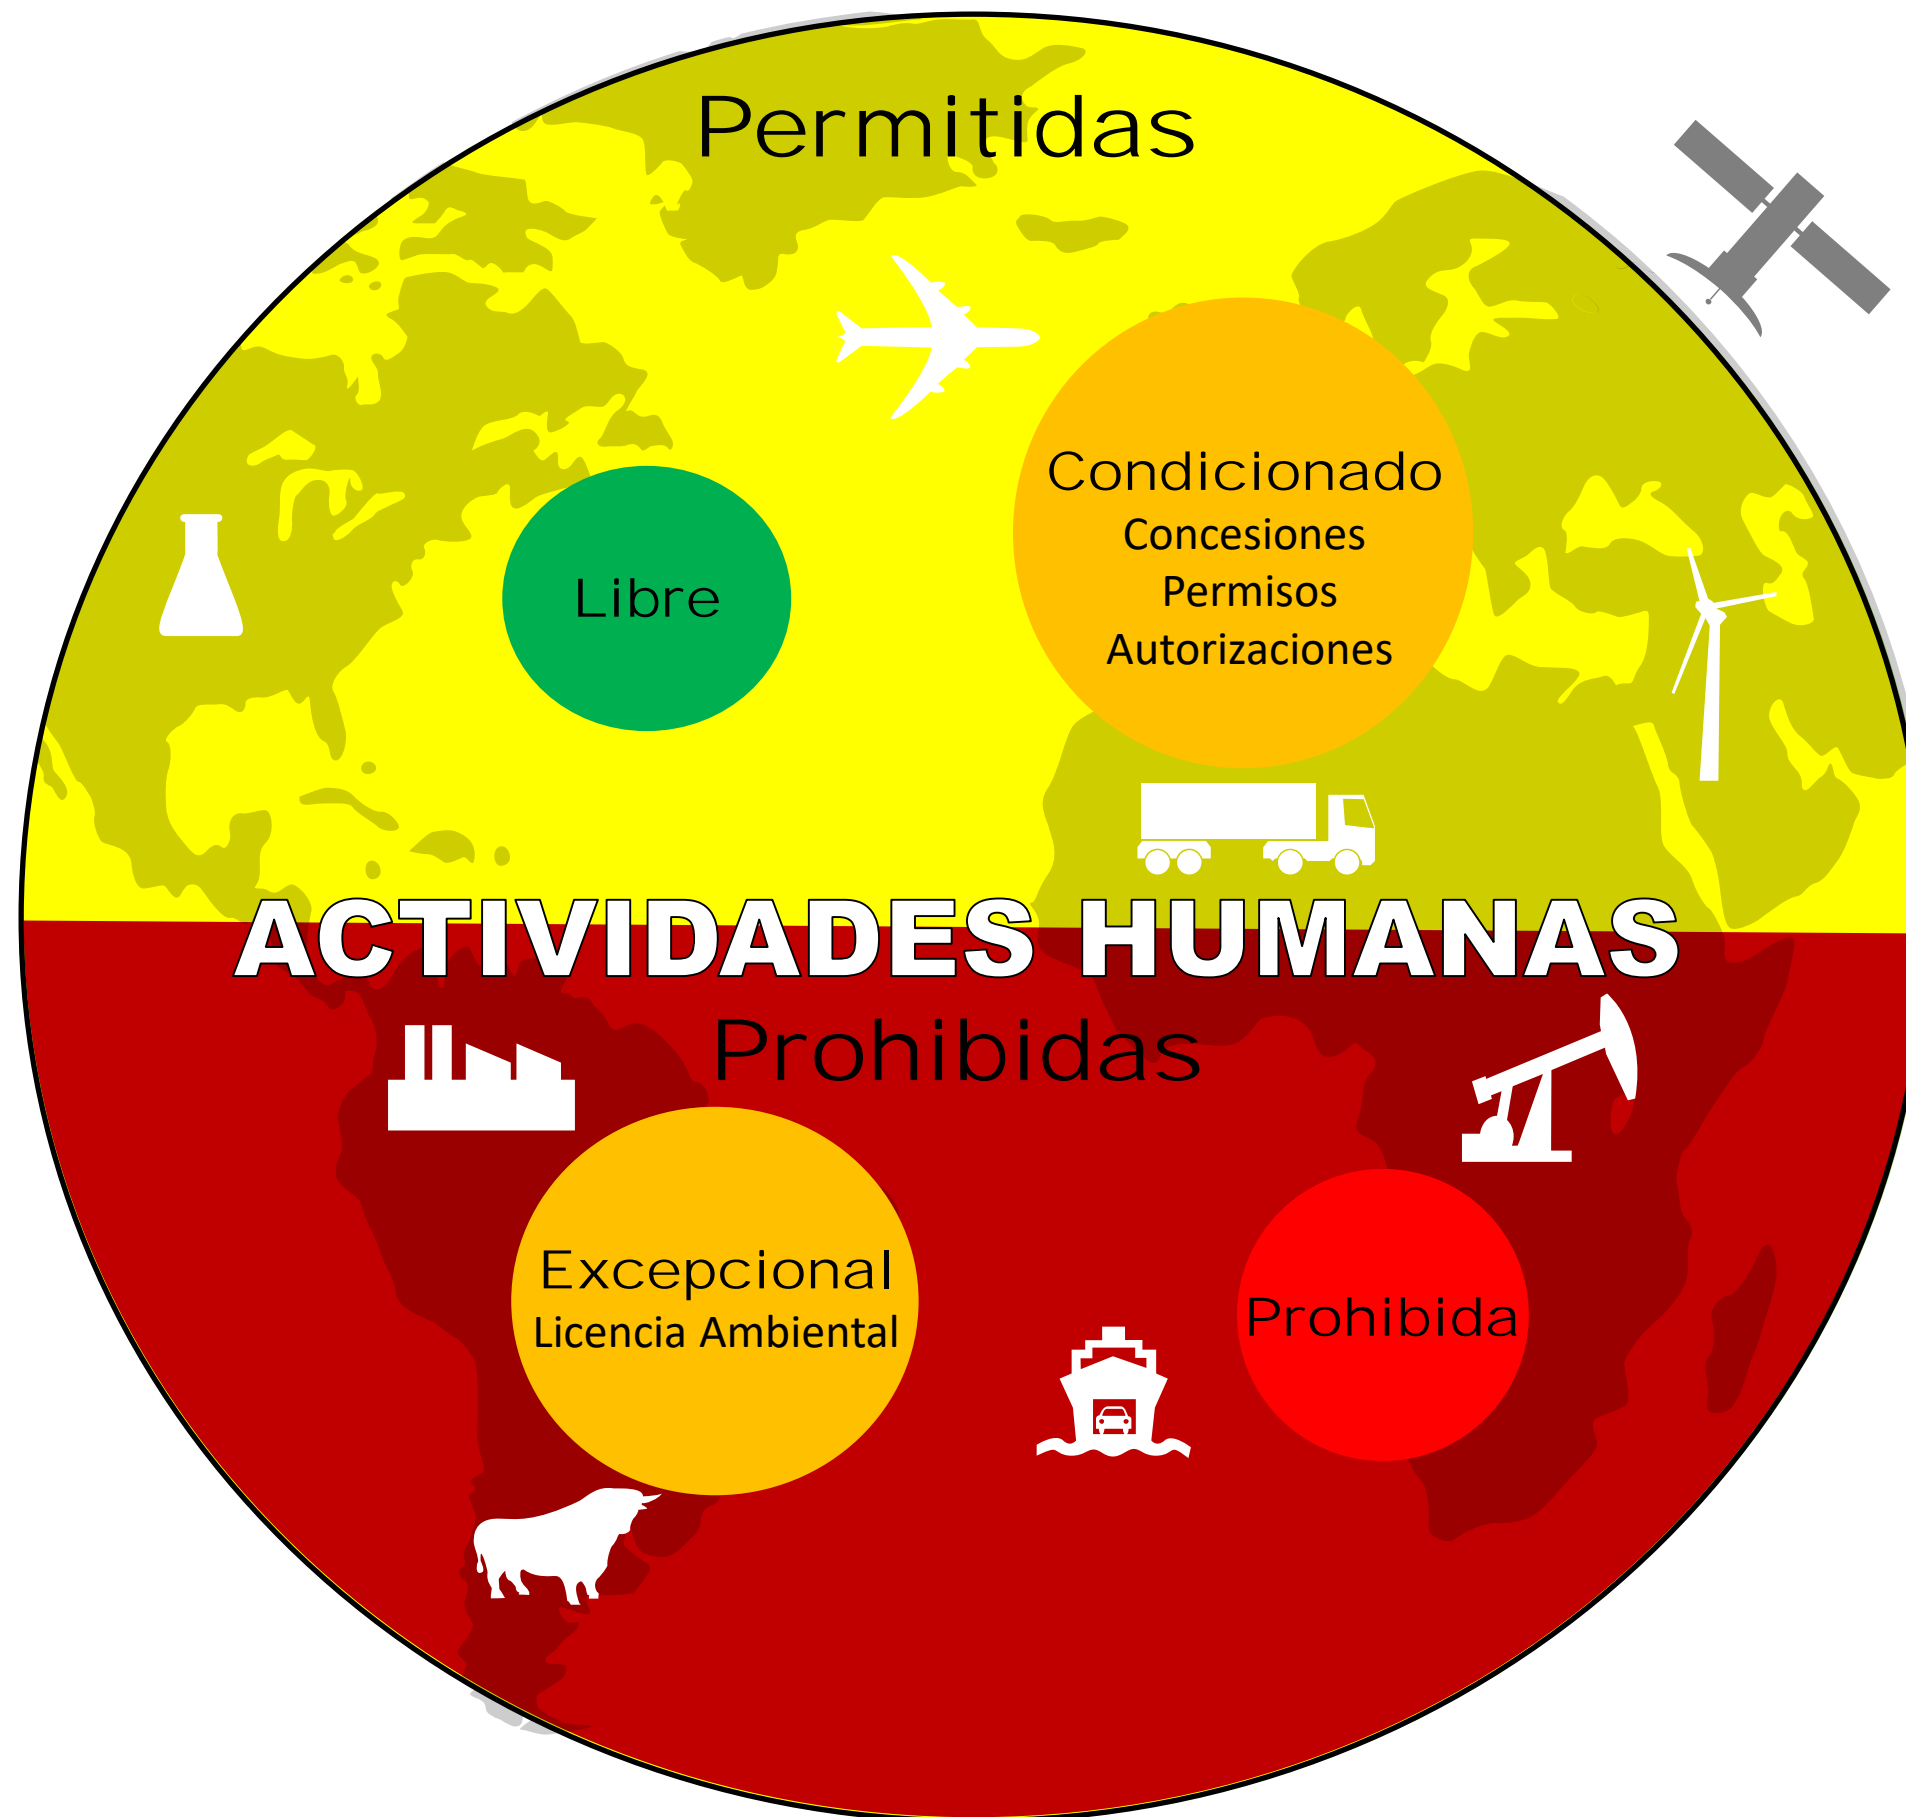 Permitidas
Libre
Condicionado
Concesiones
Permisos
Autorizaciones
ACTIVIDADES HUMANAS
Prohibidas
Excepcional
Licencia Ambiental
Prohibida